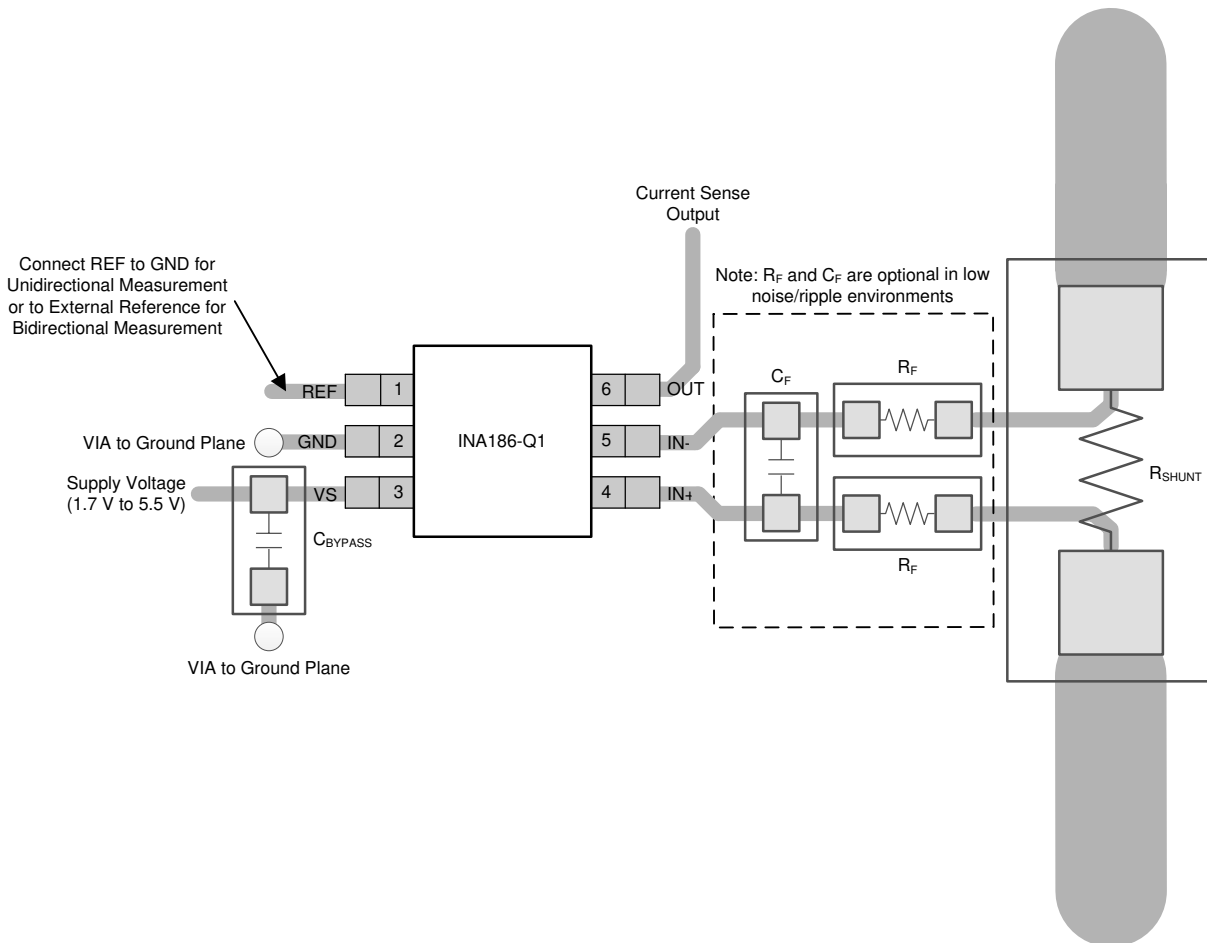 Current Sense
Output
Connect REF to GND for
Unidirectional Measurement
or to External Reference for
Bidirectional Measurement
Note: RF and CF are optional in low
noise/ripple environments
REF
1
6
OUT
CF
RF
VIA to Ground Plane
GND
2
INA186-Q1
5
IN-
Supply Voltage
(1.7 V to 5.5 V)
VS
3
4
IN+
RSHUNT
CBYPASS
RF
VIA to Ground Plane